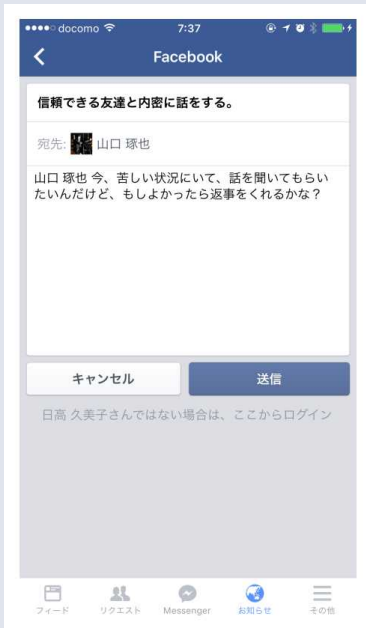 docomo 7:37
Facebook
信頼できる友達と内密に話をする。
宛先: 山口 琢也
山口 琢也 今、苦しい状況にいて、話を聞いてもらい
たいんだけど、もしよかったら返事をくれるかな？
キャンセル 送信
日高 久美子さんではない場合は、ここからログイン
フィード リクエスト Messenger お知らせ その他